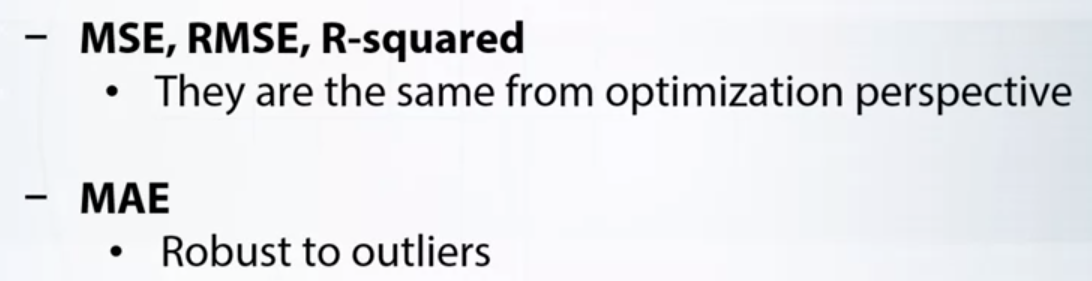 – MSE, RMSE, R-squared
• They are the same from optimization perspective
– MAE
• Robust to outliers